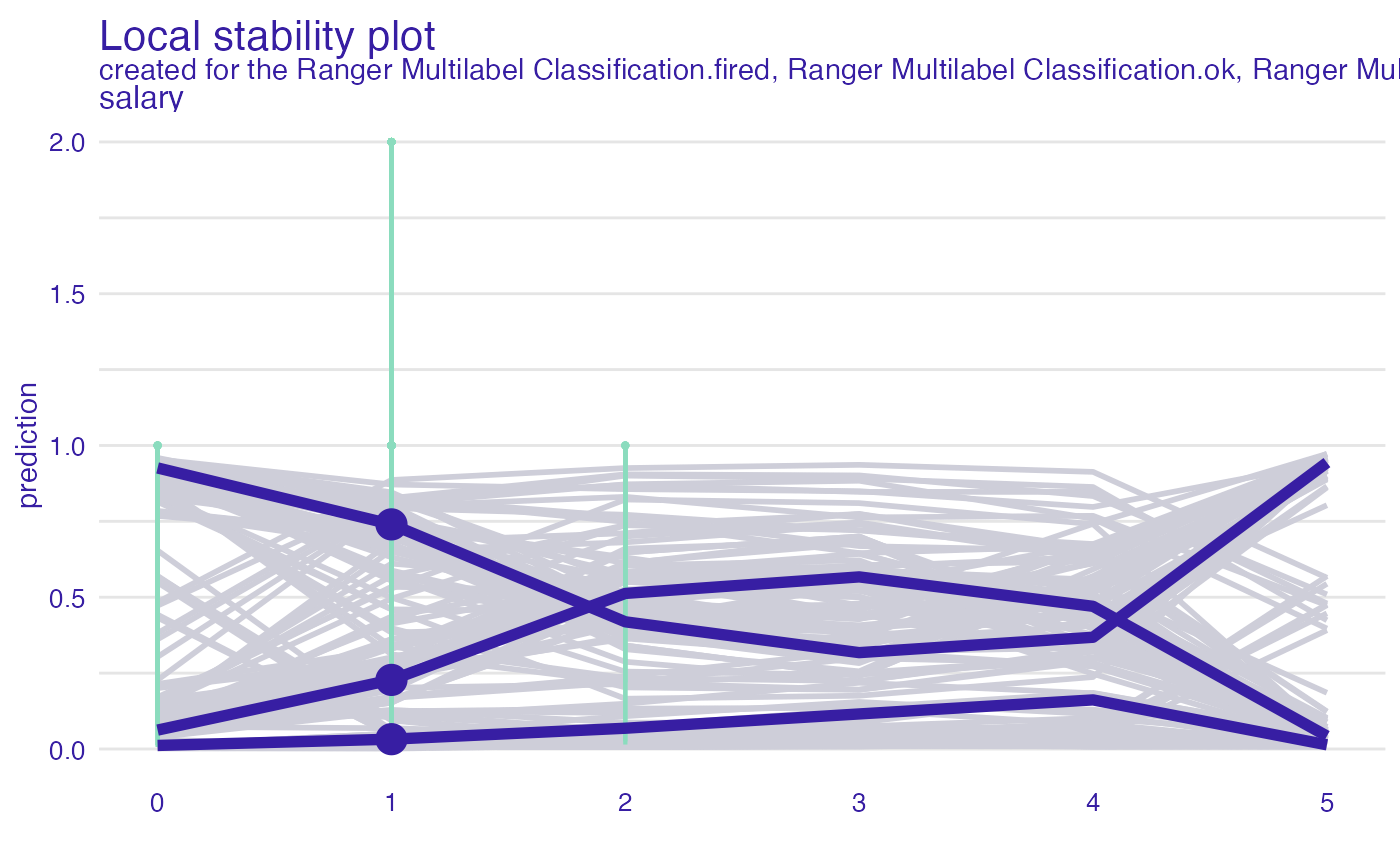 Local stability plot
created for the Ranger Multilabel Classification.fired, Ranger Multilabel Classification.ok, Ranger Mul
salary
2.0
1.5
1.0
0.5
0.0
prediction
0 1 2 3 4 5